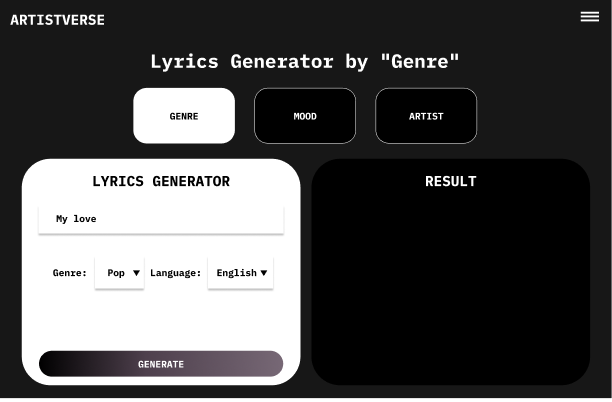 ARTISTVERSE
Lyrics Generator by "Genre"
GENRE
MOOD
ARTIST
LYRICS GENERATOR
My love
Genre: Pop ▼ Language: English ▼
GENERATE
RESULT